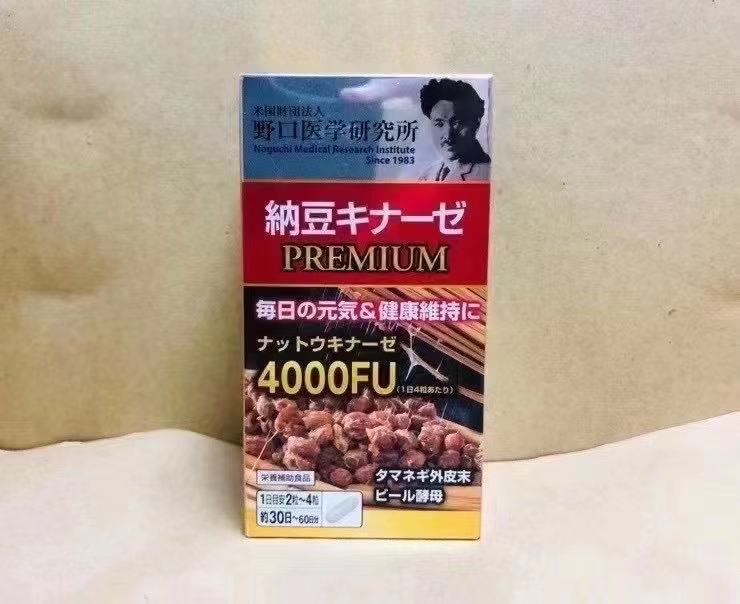 米国財団法人
野口医学研究所
Noguchi Medical Research Institute
Since 1983
納豆キナーゼ
PREMIUM
毎日の元気&健康維持に
ナットウキナーゼ
4000FU(1日4粒あたり)
タマネギ外皮末
ビール酵母
栄養補助食品
1日目安2粒～4粒
約30日～60日分